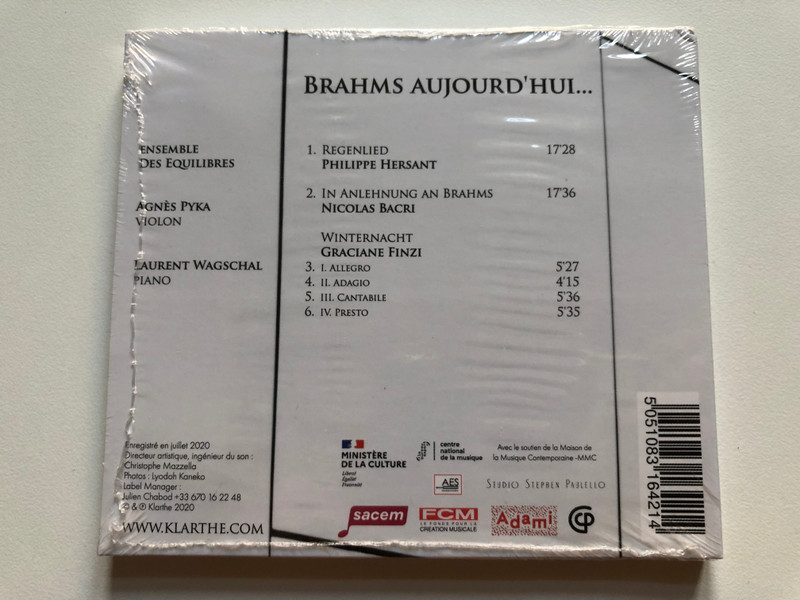 BRAHMS AUJOURD'HUI...
ENSEMBLE
DES EQUILIBRES
AGNÈS PYKA
VIOLON
LAURENT WAGSCHAL
PIANO
1. REGENLIED 17'28
PHILIPPE HERSANT
2. IN ANLEHNUNG AN BRAHMS 17'36
NICOLAS BACRI
WINTERNACHT
GRACIANE FINZI
3. I. ALLEGRO 5'27
4. II. ADAGIO 4'15
5. III. CANTABILE 5'36
6. IV. PRESTO 5'35
Enregistré en juillet 2020
Directeur artistique, ingénieur du son :
Christophe Mazzella
Photos : Lyodoh Kaneko
Label Manager :
Julien Chabod +33 670 16 22 48
© & ℗ Klarthe 2020
WWW.KLARTHE.COM
MINISTÈRE
DE LA CULTURE
Liberté
Égalité
Fraternité
centre
national
de la musique
Avec le soutien de la Maison de
la Musique Contemporaine -MMC
AES
STUDIO STEPHEN PAULELLO
sacem
FCM
LE FONDS POUR LA
CRÉATION MUSICALE
Adami
5 051083 164214